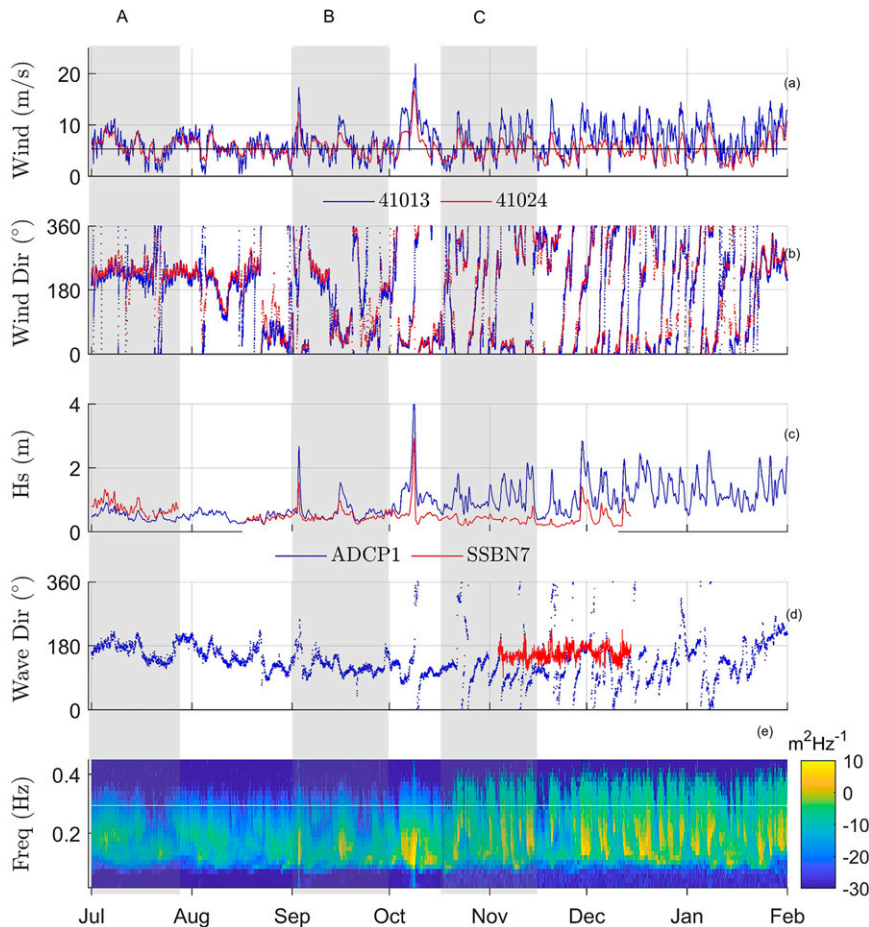 A B C
(a)
Wind (m/s)
20
10
0
41013 41024
(b)
Wind Dir (°)
360
180
0
(c)
Hs (m)
4
2
0
ADCP1 SSBN7
(d)
Wave Dir (°)
360
180
0
(e)
m²Hz⁻¹
Freq (Hz)
0.4
0.2
10
0
-10
-20
-30
Jul Aug Sep Oct Nov Dec Jan Feb